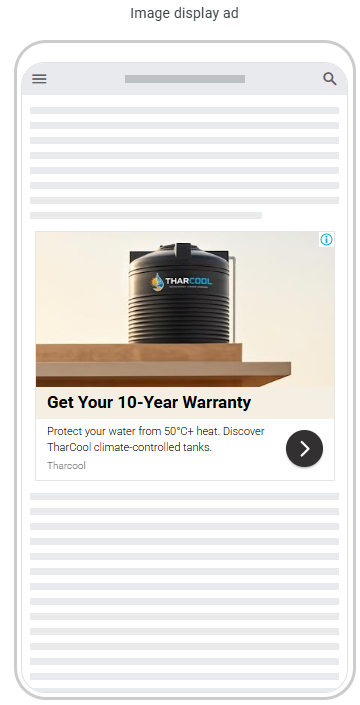 Image display ad
THARCOOL
Get Your 10-Year Warranty
Protect your water from 50°C+ heat. Discover
TharCool climate-controlled tanks.
Tharcool